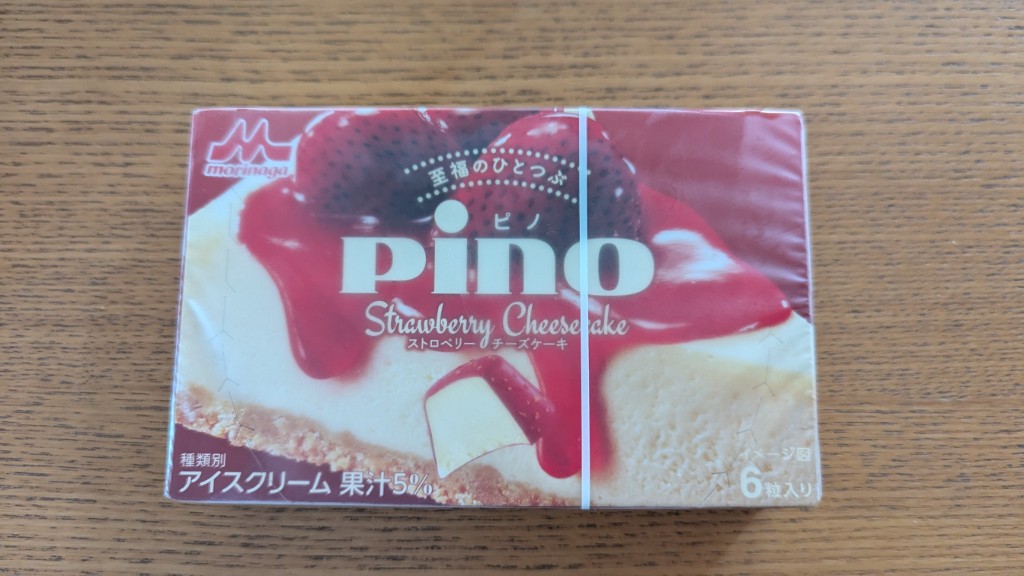 morinaga
至福のひとつぶ
ピノ
pino
Strawberry Cheesecake
ストロベリー チーズケーキ
イメージ図
種類別
アイスクリーム 果汁5%
6粒入り